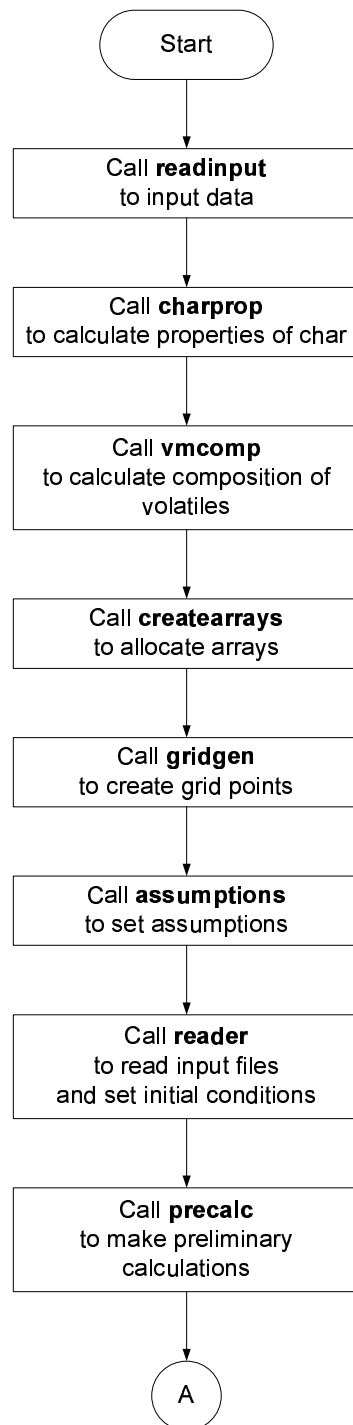 Start
Call readinput
to input data
Call charprop
to calculate properties of char
Call vmcomp
to calculate composition of
volatiles
Call createarrays
to allocate arrays
Call gridgen
to create grid points
Call assumptions
to set assumptions
Call reader
to read input files
and set initial conditions
Call precalc
to make preliminary
calculations
A